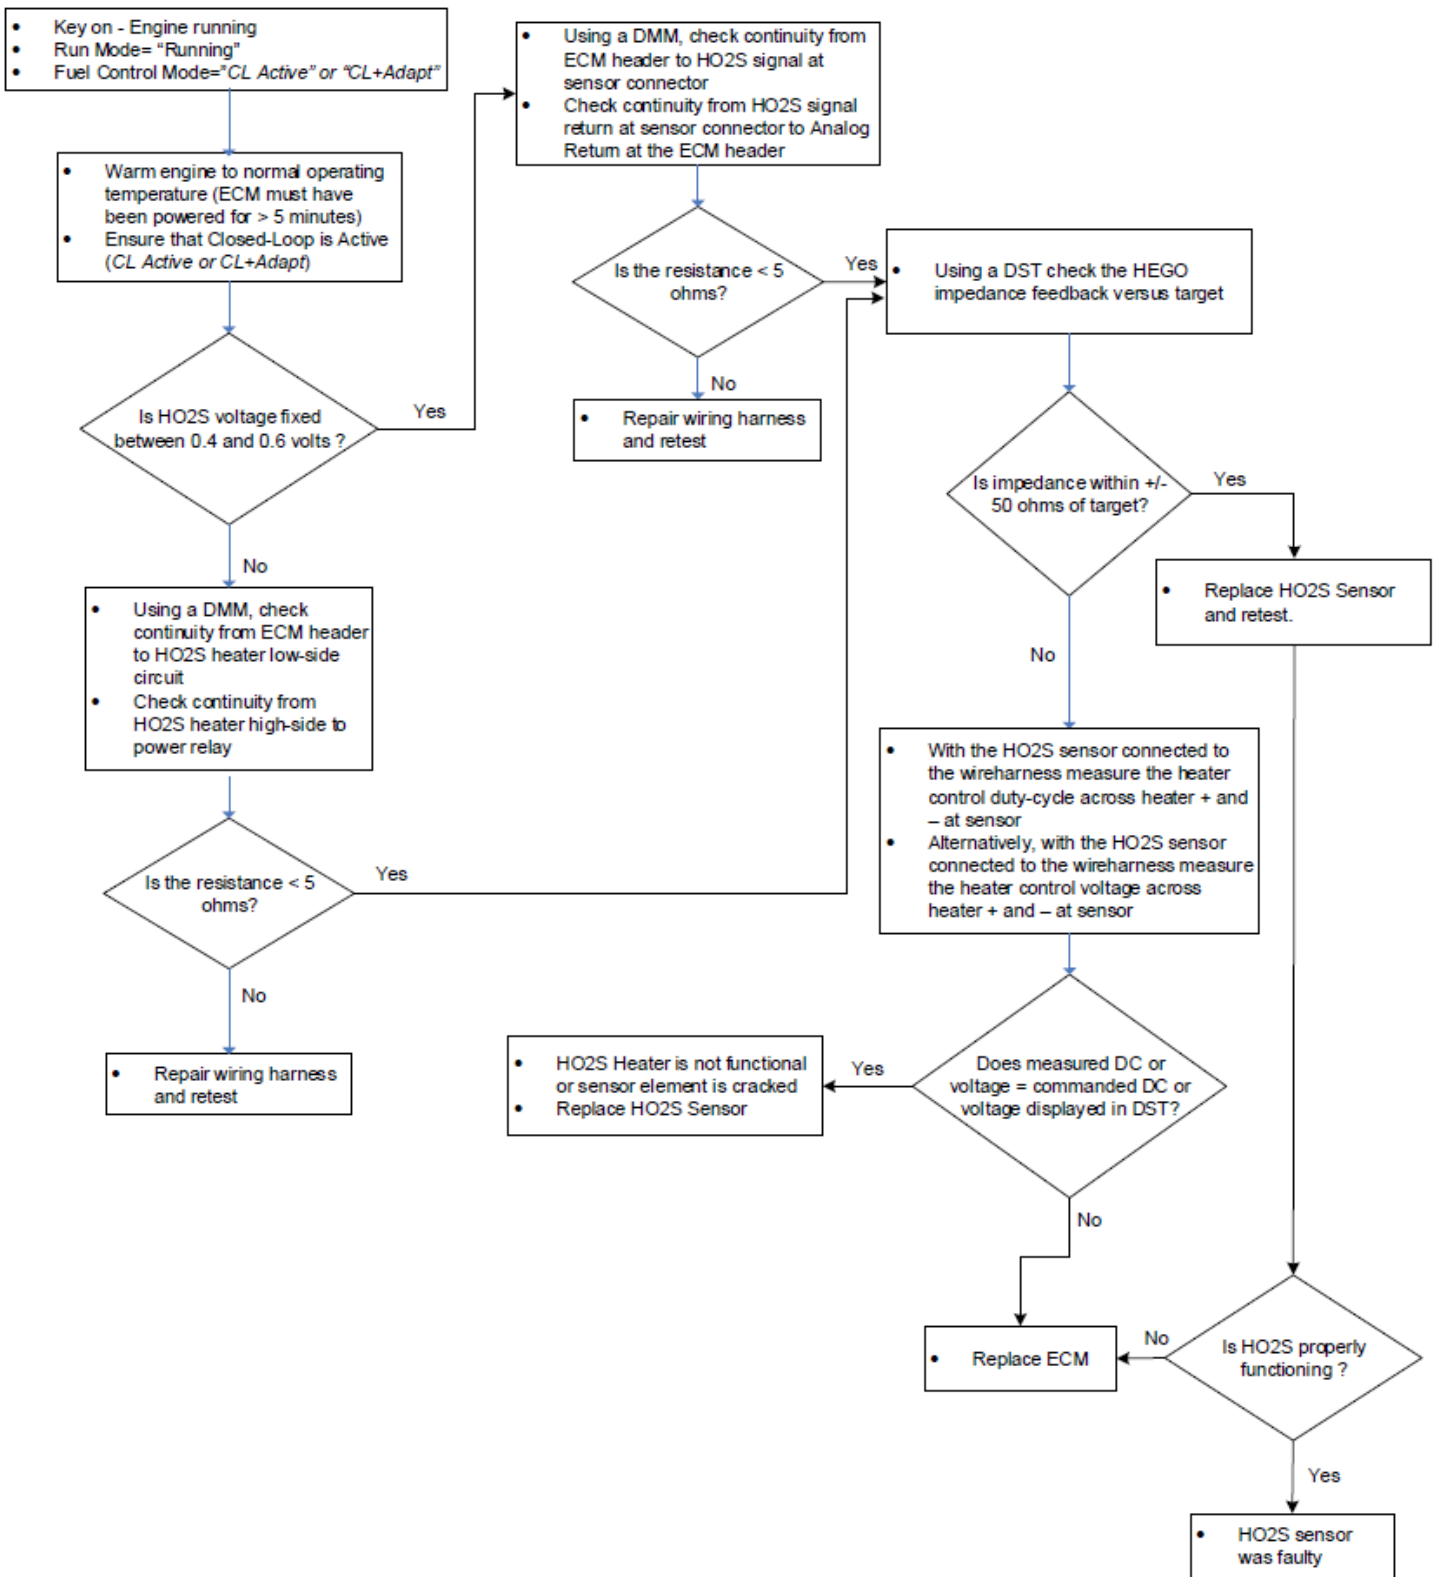 • Key on - Engine running
• Run Mode= “Running”
• Fuel Control Mode=”CL Active” or “CL+Adapt”
• Warm engine to normal operating
temperature (ECM must have
been powered for > 5 minutes)
• Ensure that Closed-Loop is Active
(CL Active or CL+Adapt)
Is HO2S voltage fixed
between 0.4 and 0.6 volts ?
Yes
No
• Using a DMM, check continuity from
ECM header to HO2S signal at
sensor connector
• Check continuity from HO2S signal
return at sensor connector to Analog
Return at the ECM header
Is the resistance < 5
ohms?
Yes
No
• Repair wiring harness
and retest
• Using a DST check the HEGO
impedance feedback versus target
Is impedance within +/-
50 ohms of target?
Yes
No
• Replace HO2S Sensor
and retest.
• Using a DMM, check
continuity from ECM header
to HO2S heater low-side
circuit
• Check continuity from
HO2S heater high-side to
power relay
Is the resistance < 5
ohms?
Yes
No
• Repair wiring harness
and retest
• With the HO2S sensor connected to
the wireharness measure the heater
control duty-cycle across heater + and
– at sensor
• Alternatively, with the HO2S sensor
connected to the wireharness measure
the heater control voltage across
heater + and – at sensor
Does measured DC or
voltage = commanded DC or
voltage displayed in DST?
Yes
No
• HO2S Heater is not functional
or sensor element is cracked
• Replace HO2S Sensor
• Replace ECM
Is HO2S properly
functioning ?
No
Yes
• HO2S sensor
was faulty